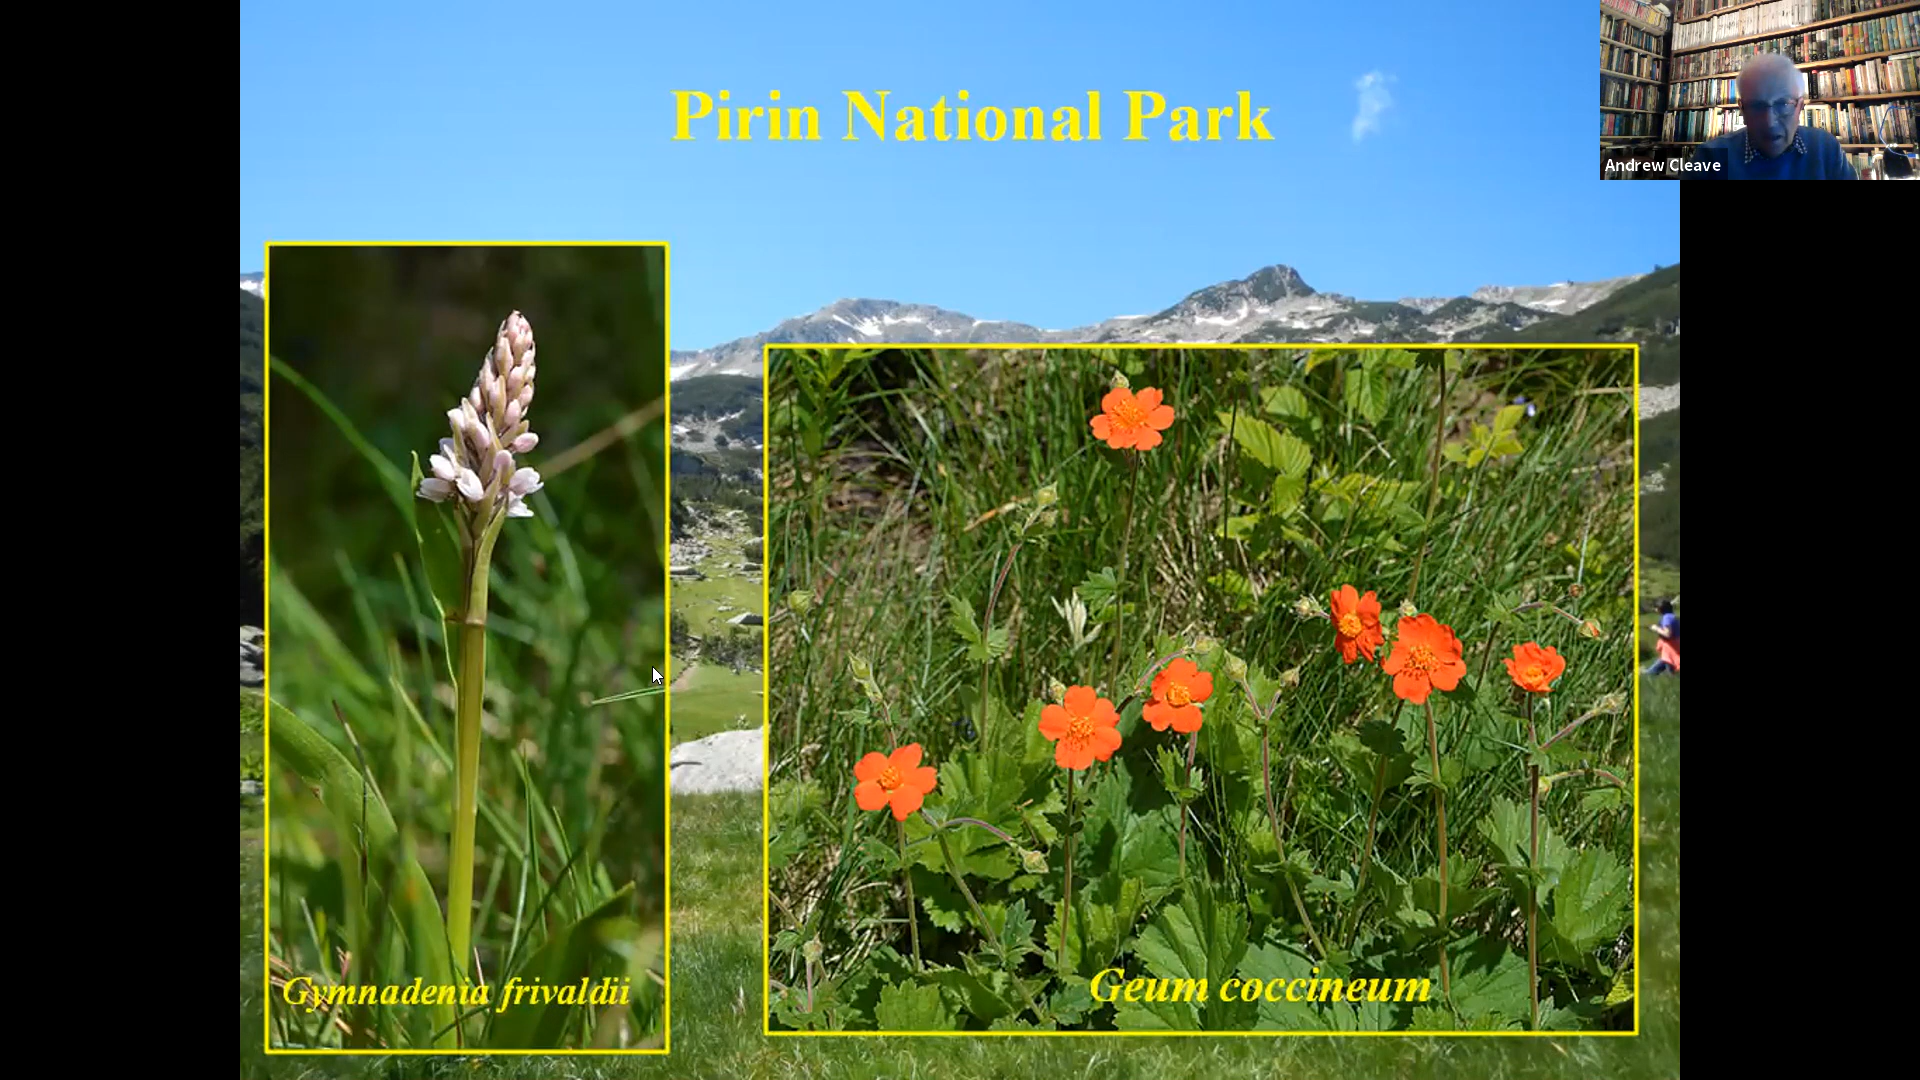 Pirin National Park
Andrew Cleave
Gymnadenia frivaldii
Geum coccineum